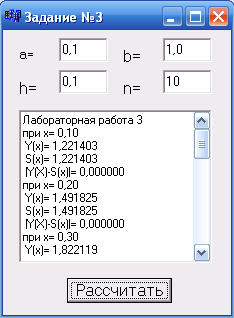 Задание №3
a= 0,1 b= 1,0
h= 0,1 n= 10
Лабораторная работа 3
при x= 0,10
Y(x)= 1,221403
S(x)= 1,221403
|Y(X)-S(x)|= 0,000000
при x= 0,20
Y(x)= 1,491825
S(x)= 1,491825
|Y(X)-S(x)|= 0,000000
при x= 0,30
Y(x)= 1,822119
Рассчитать